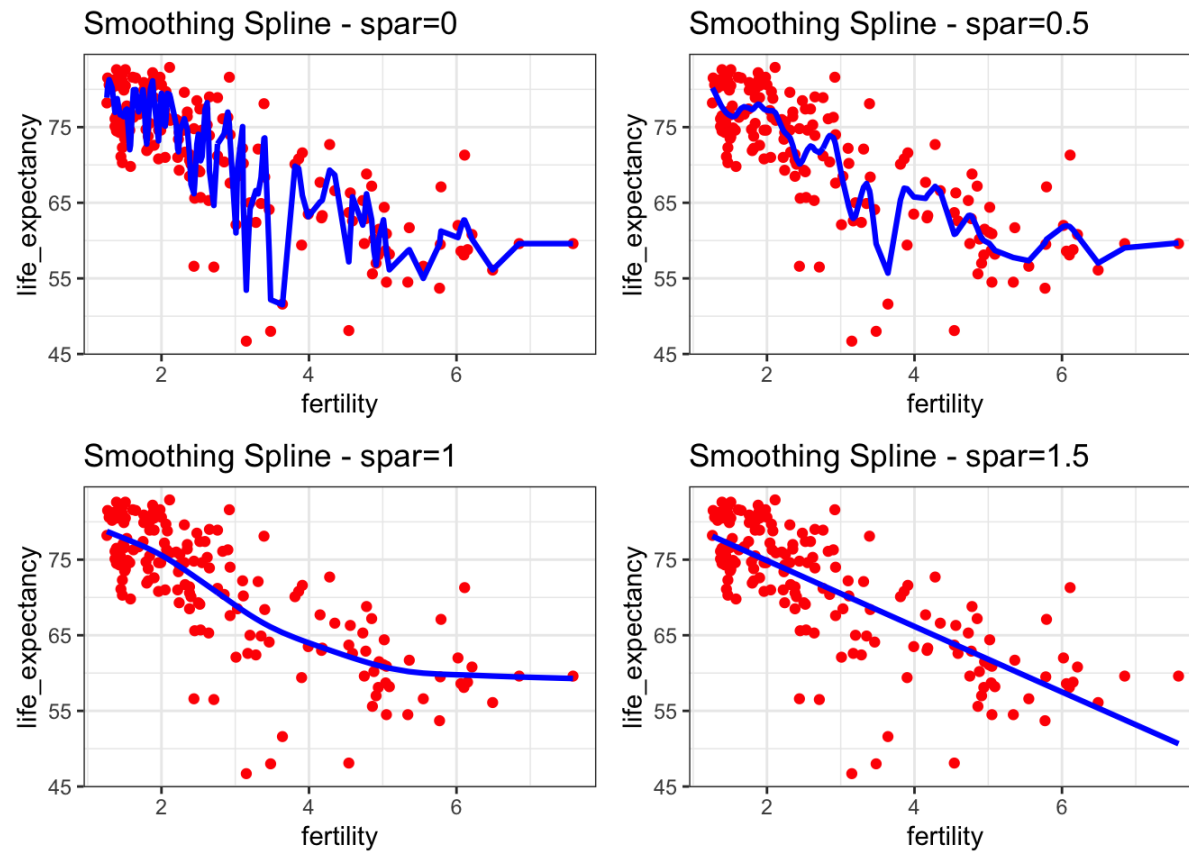 Smoothing Spline - spar=0
75
65
55
45
life_expectancy
2 4 6
fertility
Smoothing Spline - spar=0.5
75
65
55
45
life_expectancy
2 4 6
fertility
Smoothing Spline - spar=1
75
65
55
45
life_expectancy
2 4 6
fertility
Smoothing Spline - spar=1.5
75
65
55
45
life_expectancy
2 4 6
fertility